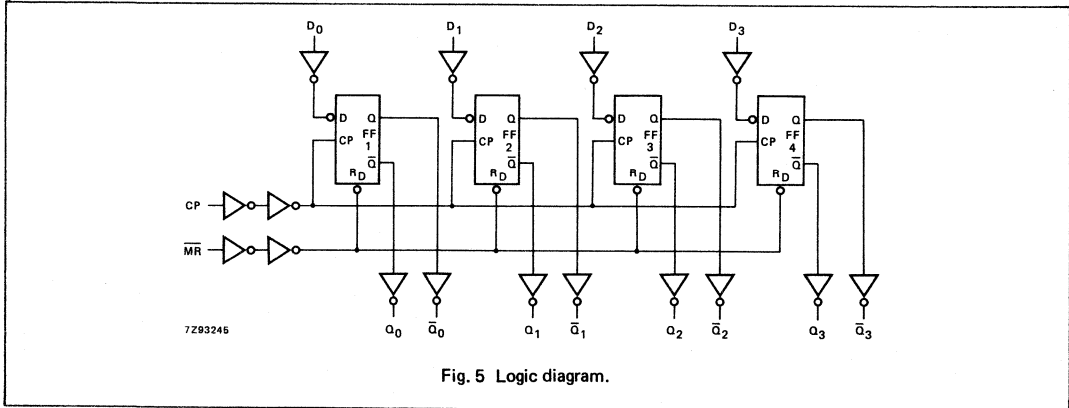 D0 D1 D2 D3
D Q D Q D Q D Q
CP FF 1 CP FF 2 CP FF 3 CP FF 4
Q̅ Q̅ Q̅ Q̅
RD RD RD RD
CP
M̅R̅
7Z93245
Q0 Q̅0 Q1 Q̅1 Q2 Q̅2 Q3 Q̅3
Fig. 5 Logic diagram.